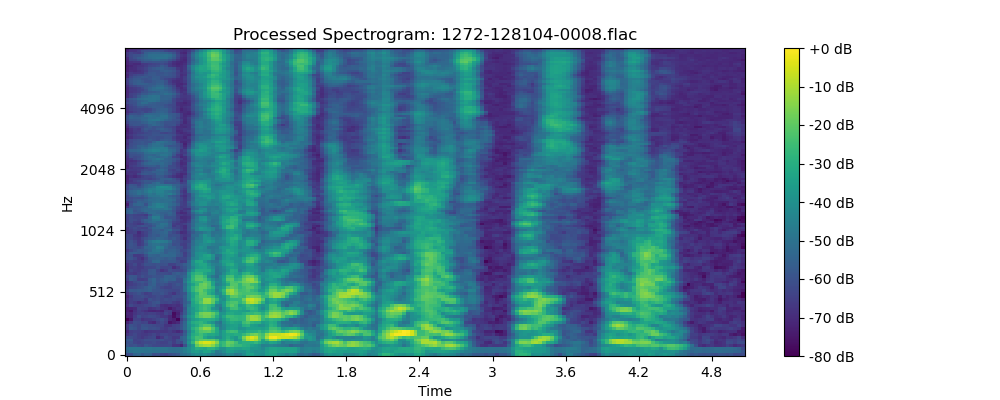 Processed Spectrogram: 1272-128104-0008.flac
Hz
4096
2048
1024
512
0
0 0.6 1.2 1.8 2.4 3 3.6 4.2 4.8
Time
+0 dB
-10 dB
-20 dB
-30 dB
-40 dB
-50 dB
-60 dB
-70 dB
-80 dB